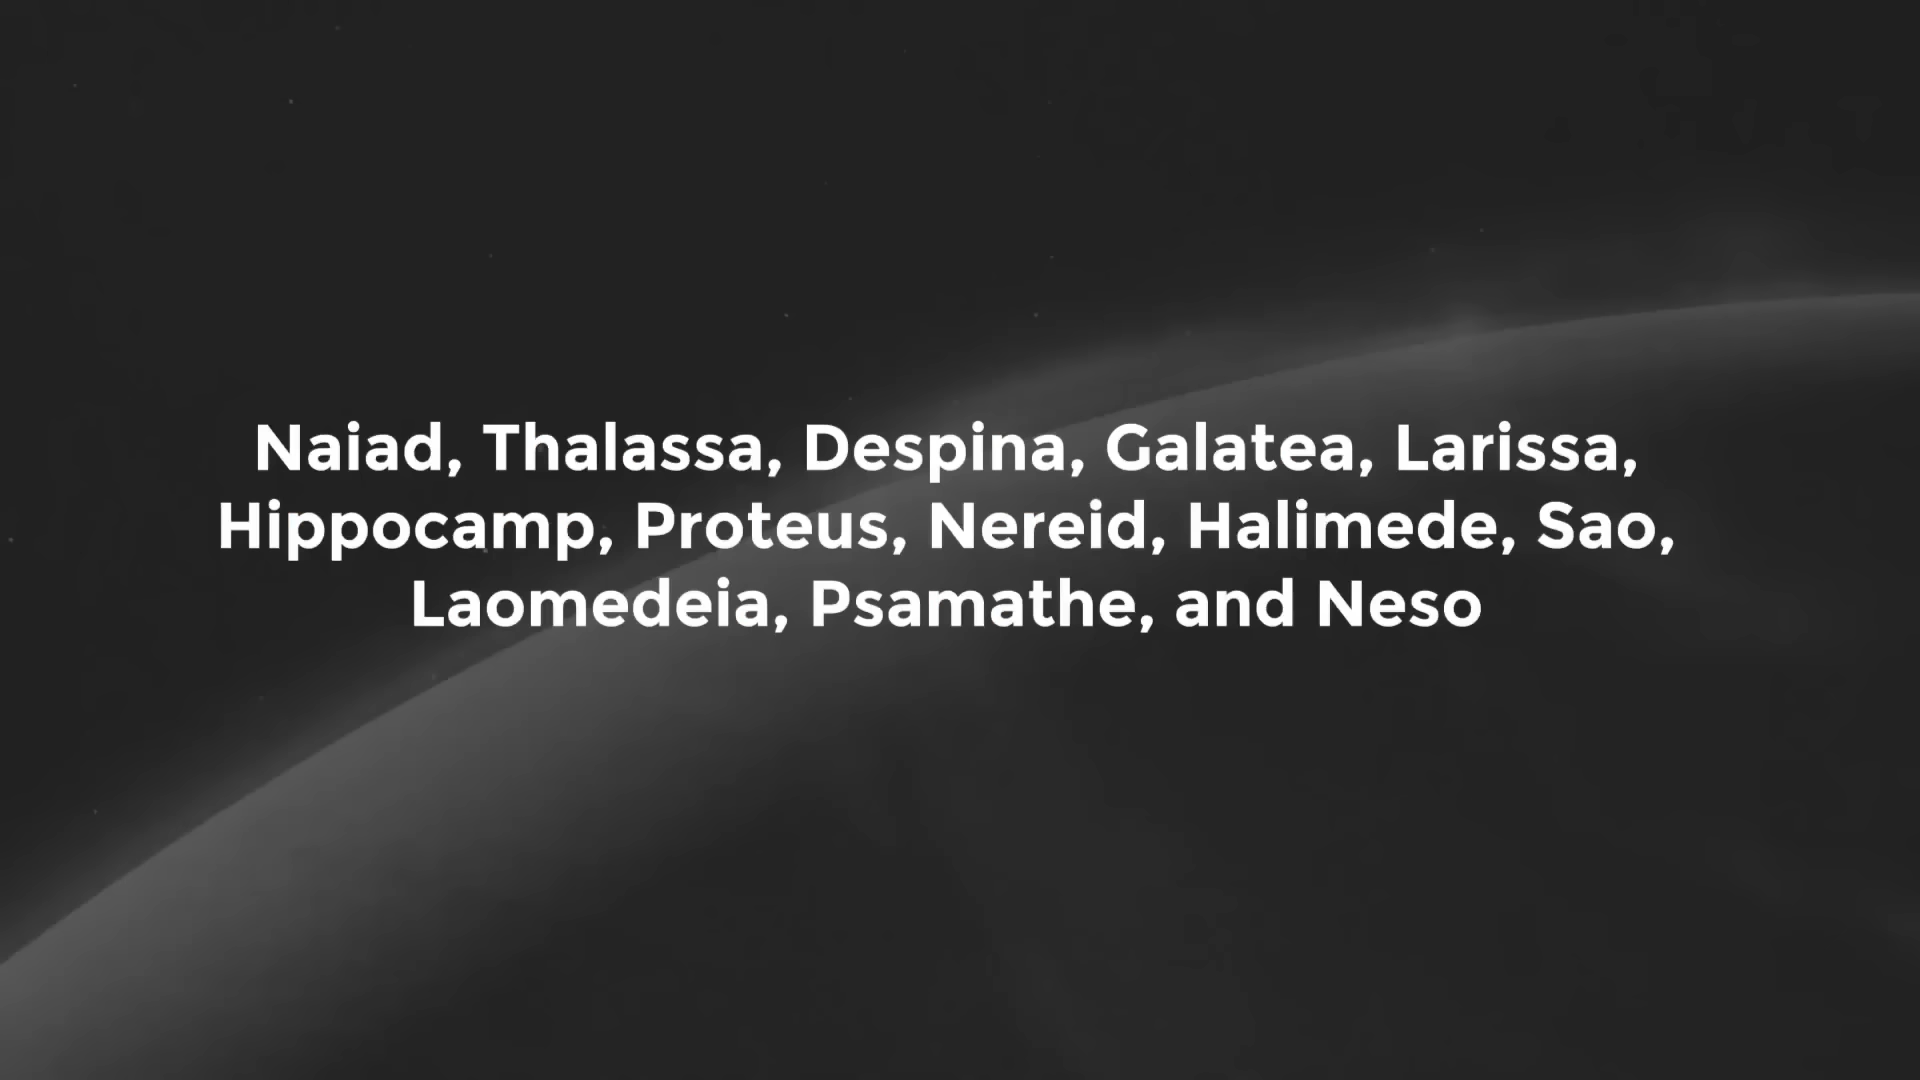 Naiad, Thalassa, Despina, Galatea, Larissa,
Hippocamp, Proteus, Nereid, Halimede, Sao,
Laomedeia, Psamathe, and Neso